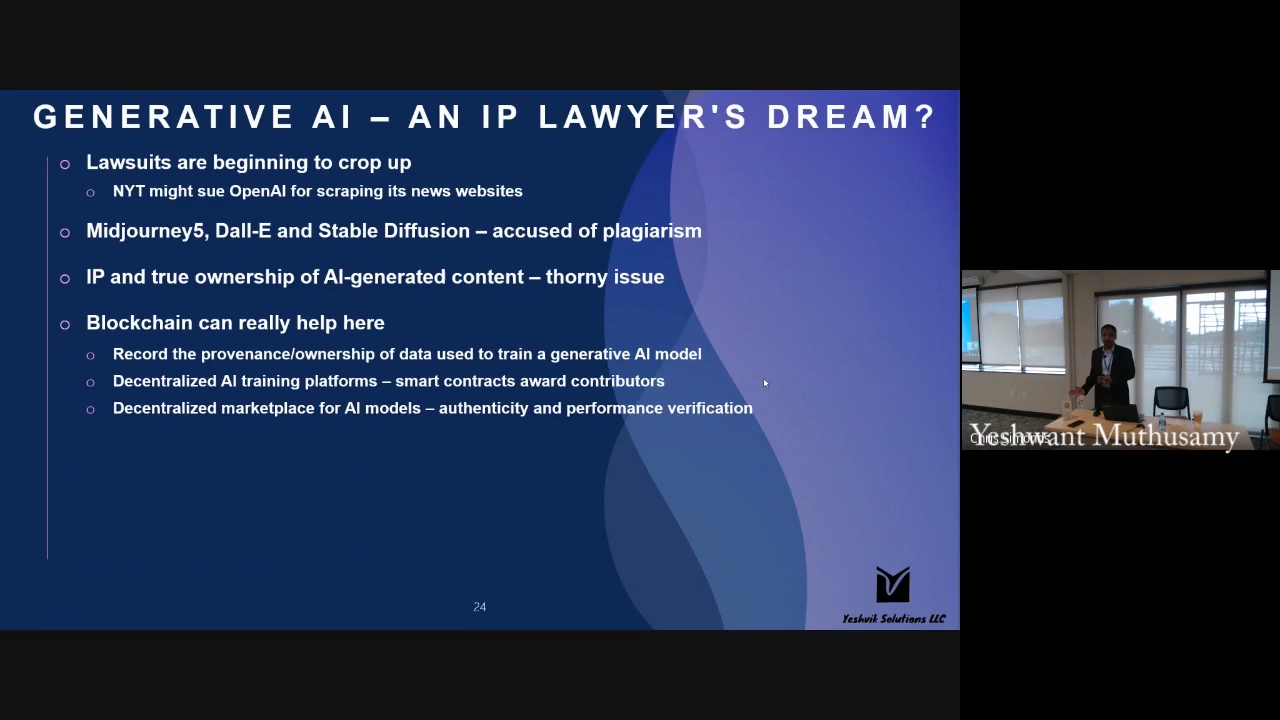 GENERATIVE AI – AN IP LAWYER'S DREAM?
Lawsuits are beginning to crop up
NYT might sue OpenAI for scraping its news websites
Midjourney5, Dall-E and Stable Diffusion – accused of plagiarism
IP and true ownership of AI-generated content – thorny issue
Blockchain can really help here
Record the provenance/ownership of data used to train a generative AI model
Decentralized AI training platforms – smart contracts award contributors
Decentralized marketplace for AI models – authenticity and performance verification
24
Yeshvik Solutions LLC
Yeshwant Muthusamy